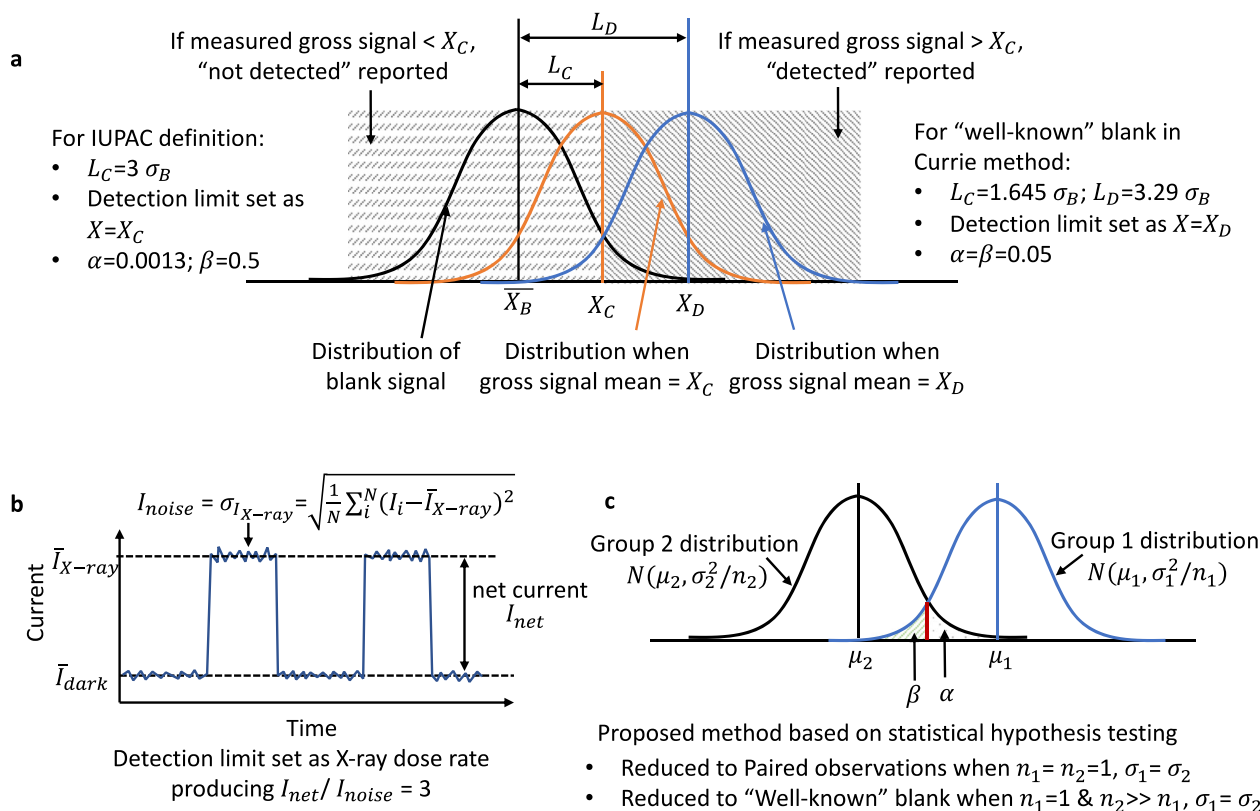 a
If measured gross signal < X_C,
"not detected" reported
L_D
L_C
If measured gross signal > X_C,
"detected" reported
For IUPAC definition:
• L_C=3 σ_B
• Detection limit set as
X=X_C
• α=0.0013; β=0.5
For "well-known" blank in
Currie method:
• L_C=1.645 σ_B; L_D=3.29 σ_B
• Detection limit set as X=X_D
• α=β=0.05
X̄_B X_C X_D
Distribution of
blank signal
Distribution when
gross signal mean = X_C
Distribution when
gross signal mean = X_D
b
I_noise = σ_{I_{X−ray}} = √(1/N ∑_i^N (I_i − Ī_{X−ray})²)
Ī_{X−ray}
Current
net current
I_net
Ī_dark
Time
Detection limit set as X-ray dose rate
producing I_net/ I_noise = 3
c
Group 2 distribution
N(μ_2, σ_2²/n_2)
Group 1 distribution
N(μ_1, σ_1²/n_1)
μ_2 μ_1
β α
Proposed method based on statistical hypothesis testing
• Reduced to Paired observations when n_1= n_2=1, σ_1= σ_2
• Reduced to "Well-known" blank when n_1=1 & n_2>> n_1, σ_1= σ_2